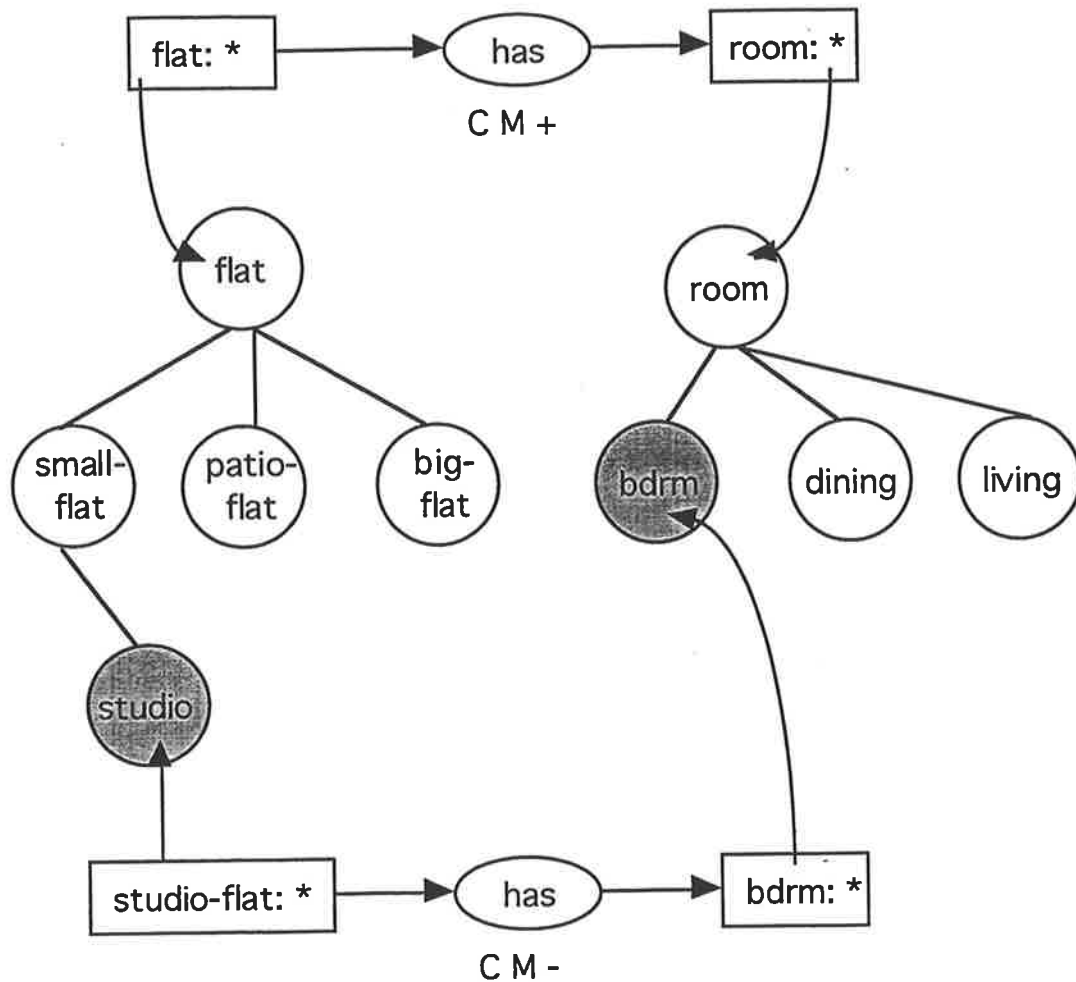 flat: *
has
room: *
C M +
flat
room
small-
flat
patio-
flat
big-
flat
bdrm
dining
living
studio
studio-flat: *
has
bdrm: *
C M -